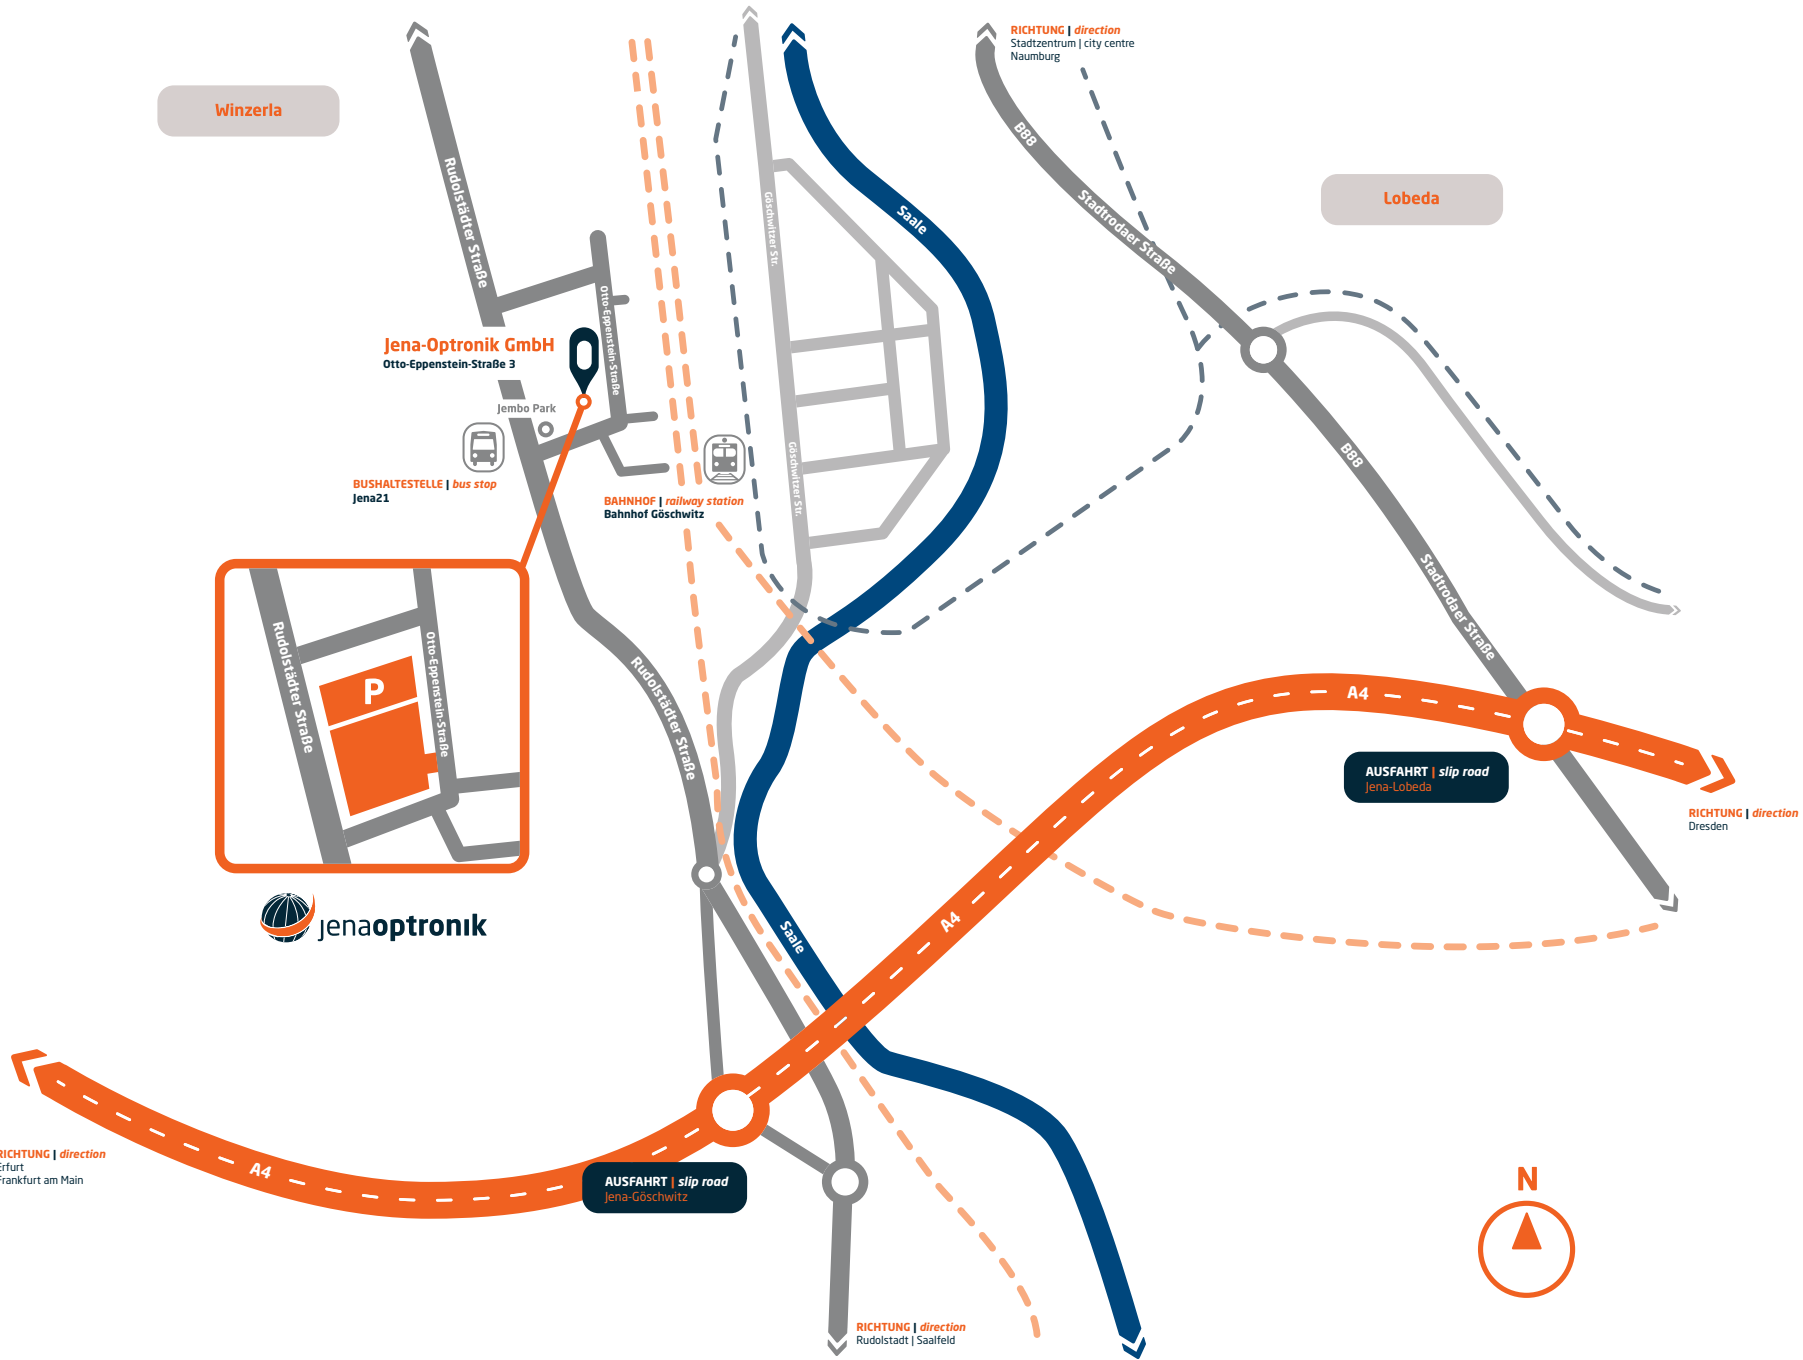 RICHTUNG | direction
Stadtzentrum | city centre
Naumburg
Winzerla
B88
Rudolstädter Straße
Göschwitzer Str.
Saale
Stadtrodaer Straße
Lobeda
Otto-Eppenstein-Straße
Jena-Optronik GmbH
Otto-Eppenstein-Straße 3
Jembo Park
BUSHALTESTELLE | bus stop
Jena21
BAHNHOF | railway station
Bahnhof Göschwitz
Göschwitzer Str.
B88
Stadtrodaer Straße
Rudolstädter Straße
Otto-Eppenstein-Straße
P
Rudolstädter Straße
A4
AUSFAHRT | slip road
Jena-Lobeda
RICHTUNG | direction
Dresden
jenaoptronık
A4
Saale
RICHTUNG | direction
Erfurt
Frankfurt am Main
A4
AUSFAHRT | slip road
Jena-Göschwitz
N
RICHTUNG | direction
Rudolstadt | Saalfeld